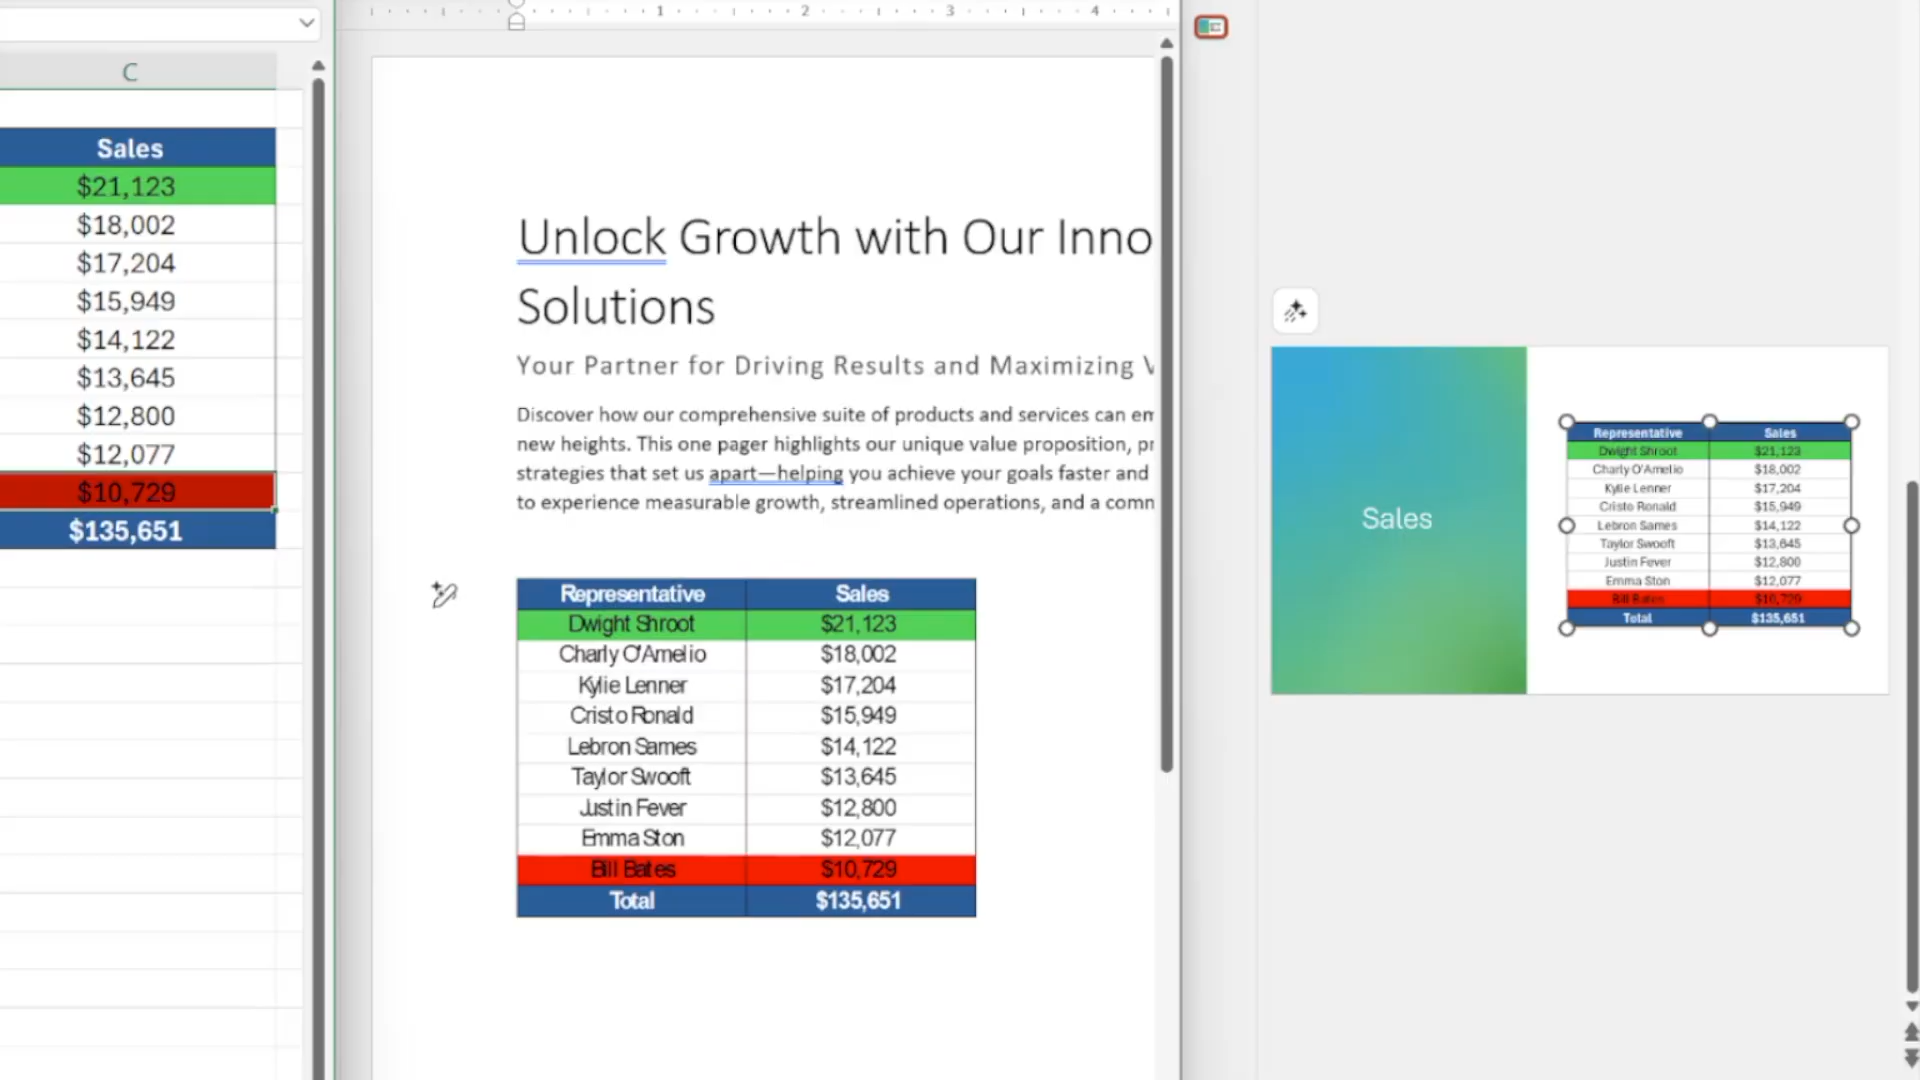 C
Sales
$21,123
$18,002
$17,204
$15,949
$14,122
$13,645
$12,800
$12,077
$10,729
$135,651
1 2 3 4
Unlock Growth with Our Inno
Solutions
Your Partner for Driving Results and Maximizing V
Discover how our comprehensive suite of products and services can em
new heights. This one pager highlights our unique value proposition, pr
strategies that set us apart—helping you achieve your goals faster and
to experience measurable growth, streamlined operations, and a comm
Representative Sales
Dwight Shroot $21,123
Charly O'Amelio $18,002
Kylie Lenner $17,204
Cristo Ronald $15,949
Lebron Sames $14,122
Taylor Swooft $13,645
Justin Fever $12,800
Emma Ston $12,077
Bill Bates $10,729
Total $135,651
Sales
Representative Sales
Dwight Shroot $21,123
Charly O'Amelio $18,002
Kylie Lenner $17,204
Cristo Ronald $15,949
Lebron Sames $14,122
Taylor Swooft $13,645
Justin Fever $12,800
Emma Ston $12,077
Bill Bates $10,729
Total $135,651